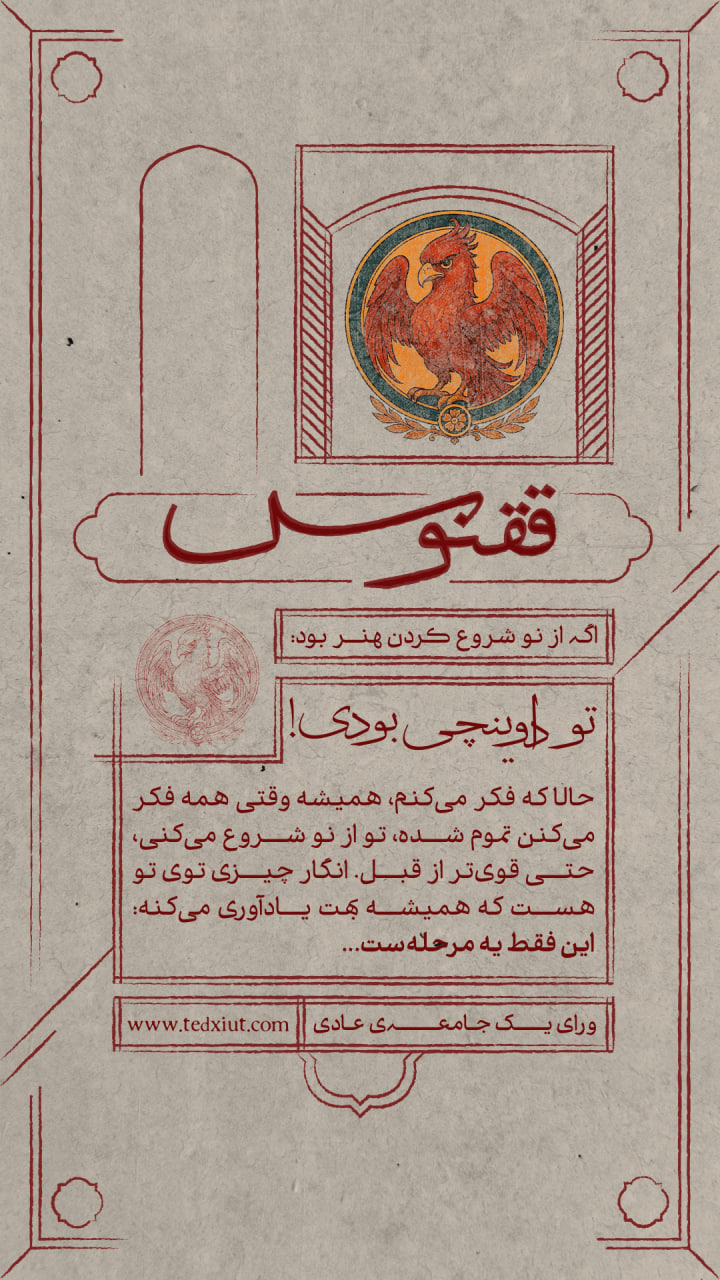 ققنوس
اگه از نو شروع کردن هنر بود:
تو داوینچی بودی!
حالا که فکر می‌کنم، همیشه وقتی همه فکر
می‌کنن تموم شده، تو از نو شروع می‌کنی،
حتی قوی‌تر از قبل. انگار چیزی توی تو
هست که همیشه بهت یادآوری می‌کنه:
این فقط یه مرحله‌ست...
ورای یک جامعه‌ی عادی
www.tedxiut.com